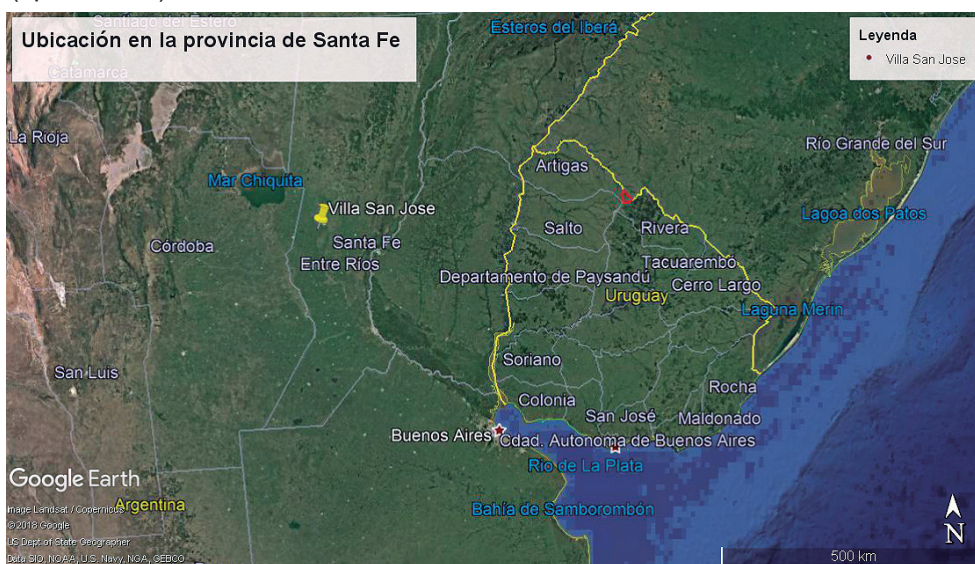 Santiago del Estero
Esteros del Iberá
Ubicación en la provincia de Santa Fe
Leyenda
Villa San Jose
Catamarca
La Rioja
Río Grande del Sur
Artigas
Mar Chiquita
Villa San Jose
Lagoa dos Patos
Salto
Rivera
Córdoba
Santa Fe
Entre Ríos
Tacuarembó
Departamento de Paysandú
Cerro Largo
Uruguay
Laguna Merin
Soriano
San Luis
Rocha
Colonia
San José
Maldonado
Buenos Aires
Cdad. Autonoma de Buenos Aires
Rio de La Plata
Google Earth
Argentina
Bahía de Samborombón
Image Landsat / Copernicus
©2018 Google
US Dept of State Geographer
Data SIO, NOAA, U.S. Navy, NGA, GEBCO
N
500 km